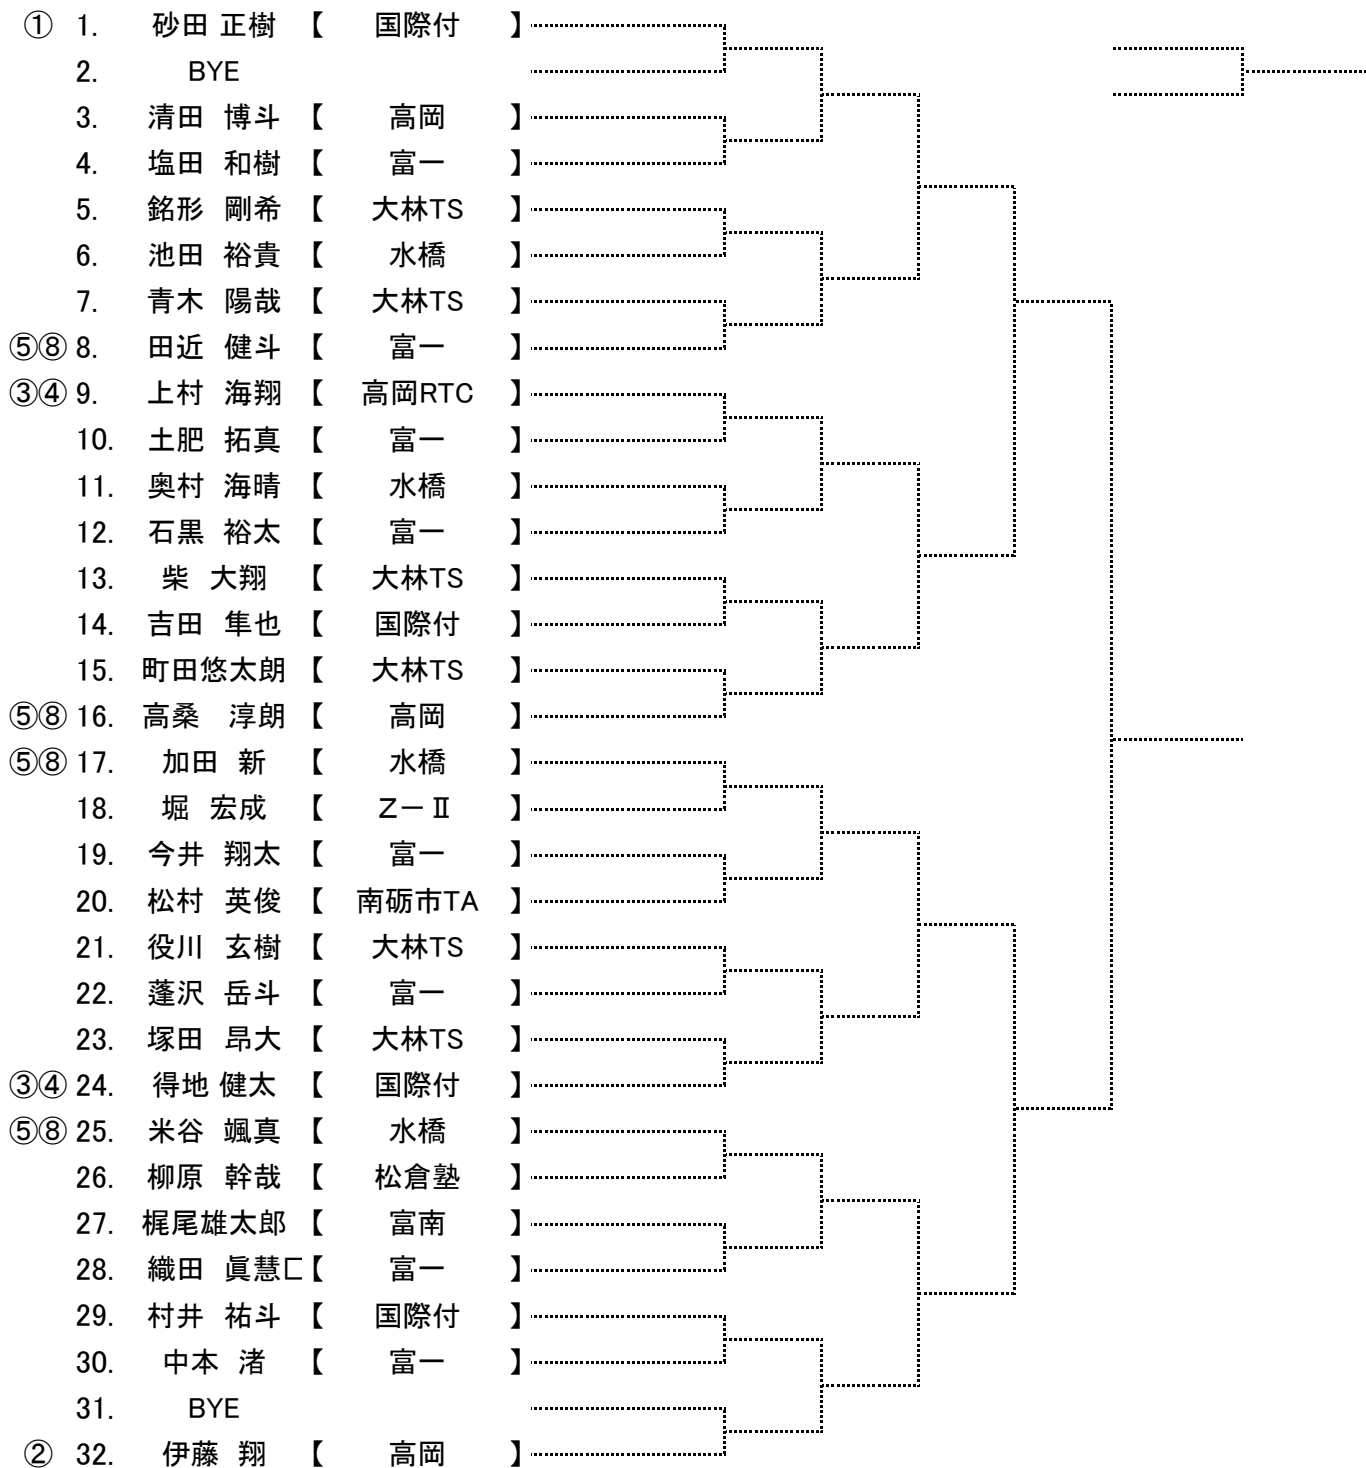 ① 1. 砂田 正樹 【 国際付 】
2. BYE
3. 清田 博斗 【 高岡 】
4. 塩田 和樹 【 富一 】
5. 銘形 剛希 【 大林TS 】
6. 池田 裕貴 【 水橋 】
7. 青木 陽哉 【 大林TS 】
⑤⑧ 8. 田近 健斗 【 富一 】
③④ 9. 上村 海翔 【 高岡RTC 】
10. 土肥 拓真 【 富一 】
11. 奥村 海晴 【 水橋 】
12. 石黒 裕太 【 富一 】
13. 柴 大翔 【 大林TS 】
14. 吉田 隼也 【 国際付 】
15. 町田悠太朗 【 大林TS 】
⑤⑧ 16. 高桑 淳朗 【 高岡 】
⑤⑧ 17. 加田 新 【 水橋 】
18. 堀 宏成 【 Z－Ⅱ 】
19. 今井 翔太 【 富一 】
20. 松村 英俊 【 南砺市TA 】
21. 役川 玄樹 【 大林TS 】
22. 蓬沢 岳斗 【 富一 】
23. 塚田 昂大 【 大林TS 】
③④ 24. 得地 健太 【 国際付 】
⑤⑧ 25. 米谷 颯真 【 水橋 】
26. 柳原 幹哉 【 松倉塾 】
27. 梶尾雄太郎 【 富南 】
28. 織田 眞慧 【 富一 】
29. 村井 祐斗 【 国際付 】
30. 中本 渚 【 富一 】
31. BYE
② 32. 伊藤 翔 【 高岡 】